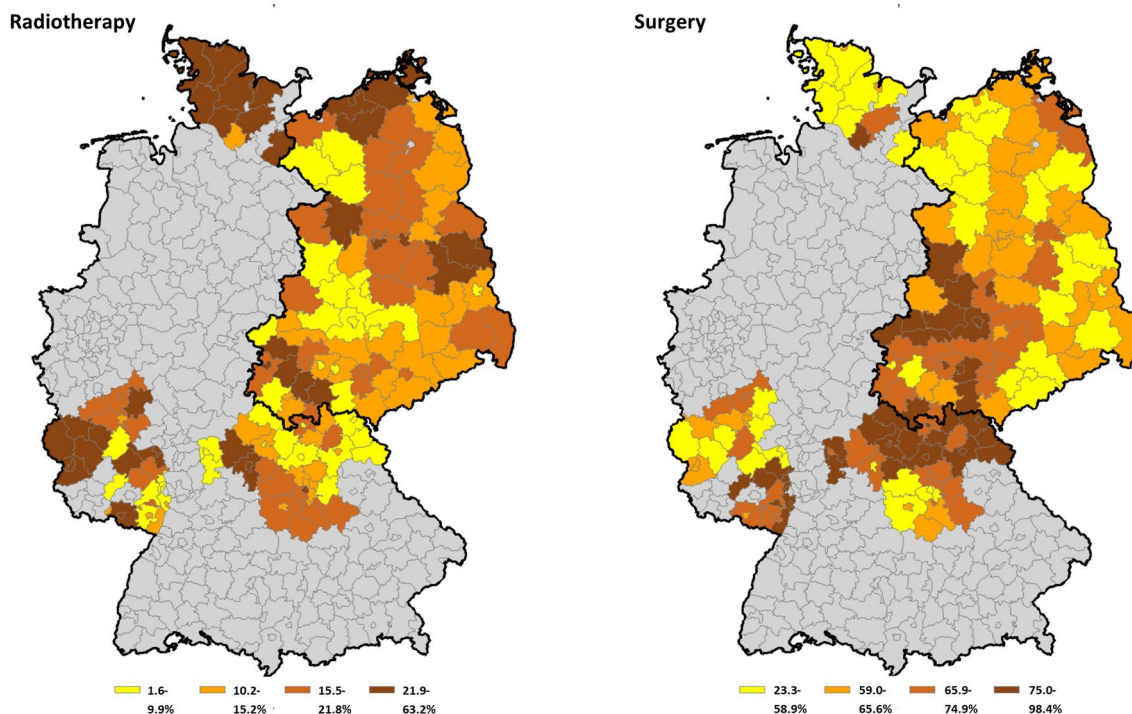 Radiotherapy
Surgery
1.6- 10.2- 15.5- 21.9-
9.9% 15.2% 21.8% 63.2%
23.3- 59.0- 65.9- 75.0-
58.9% 65.6% 74.9% 98.4%